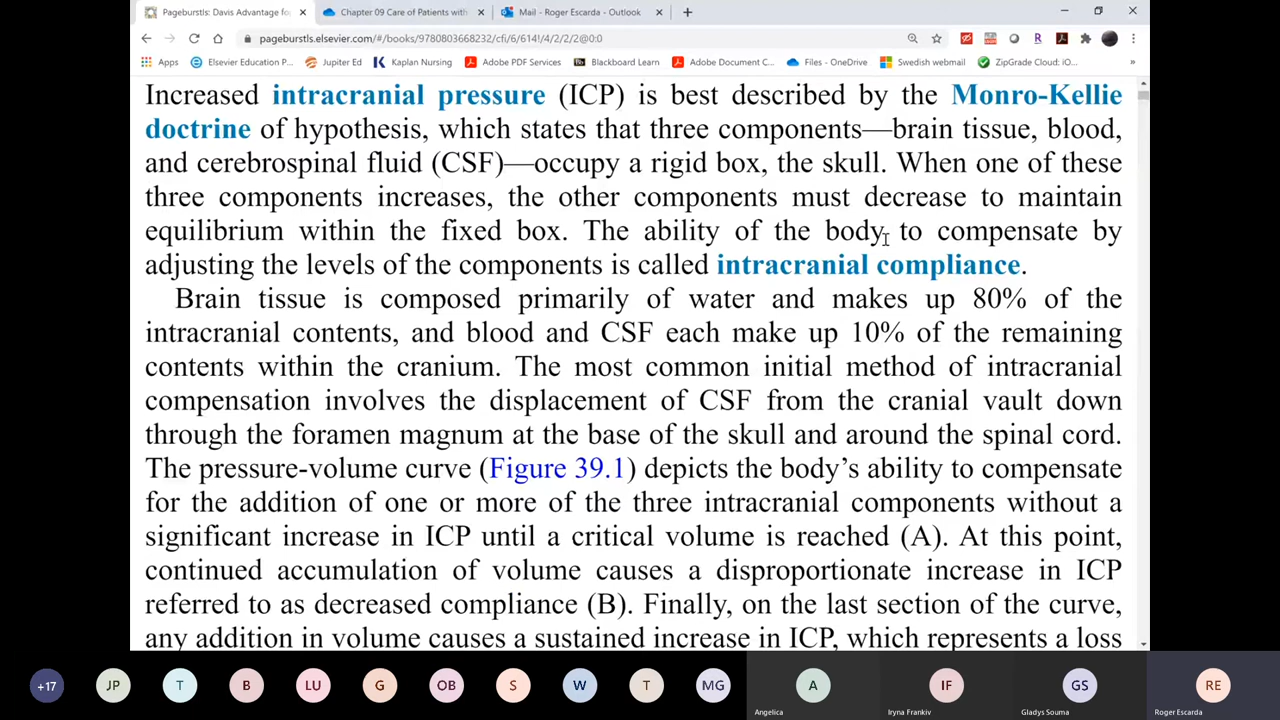 Pageburstls: Davis Advantage fo
Chapter 09 Care of Patients with
Mail - Roger Escarda - Outlook
pageburstls.elsevier.com/#/books/9780803668232/cfi/6/614!/4/2/2/2@0:0
Apps
Elsevier Education P...
Jupiter Ed
Kaplan Nursing
Adobe PDF Services
Blackboard Learn
Adobe Document C...
Files - OneDrive
Swedish webmail
ZipGrade Cloud: iO...
Increased intracranial pressure (ICP) is best described by the Monro-Kellie
doctrine of hypothesis, which states that three components—brain tissue, blood,
and cerebrospinal fluid (CSF)—occupy a rigid box, the skull. When one of these
three components increases, the other components must decrease to maintain
equilibrium within the fixed box. The ability of the body to compensate by
adjusting the levels of the components is called intracranial compliance.
Brain tissue is composed primarily of water and makes up 80% of the
intracranial contents, and blood and CSF each make up 10% of the remaining
contents within the cranium. The most common initial method of intracranial
compensation involves the displacement of CSF from the cranial vault down
through the foramen magnum at the base of the skull and around the spinal cord.
The pressure-volume curve (Figure 39.1) depicts the body's ability to compensate
for the addition of one or more of the three intracranial components without a
significant increase in ICP until a critical volume is reached (A). At this point,
continued accumulation of volume causes a disproportionate increase in ICP
referred to as decreased compliance (B). Finally, on the last section of the curve,
any addition in volume causes a sustained increase in ICP, which represents a loss
+17
JP
T
B
LU
G
OB
S
W
T
MG
A
IF
GS
RE
Angelica
Iryna Frankiv
Gladys Souma
Roger Escarda